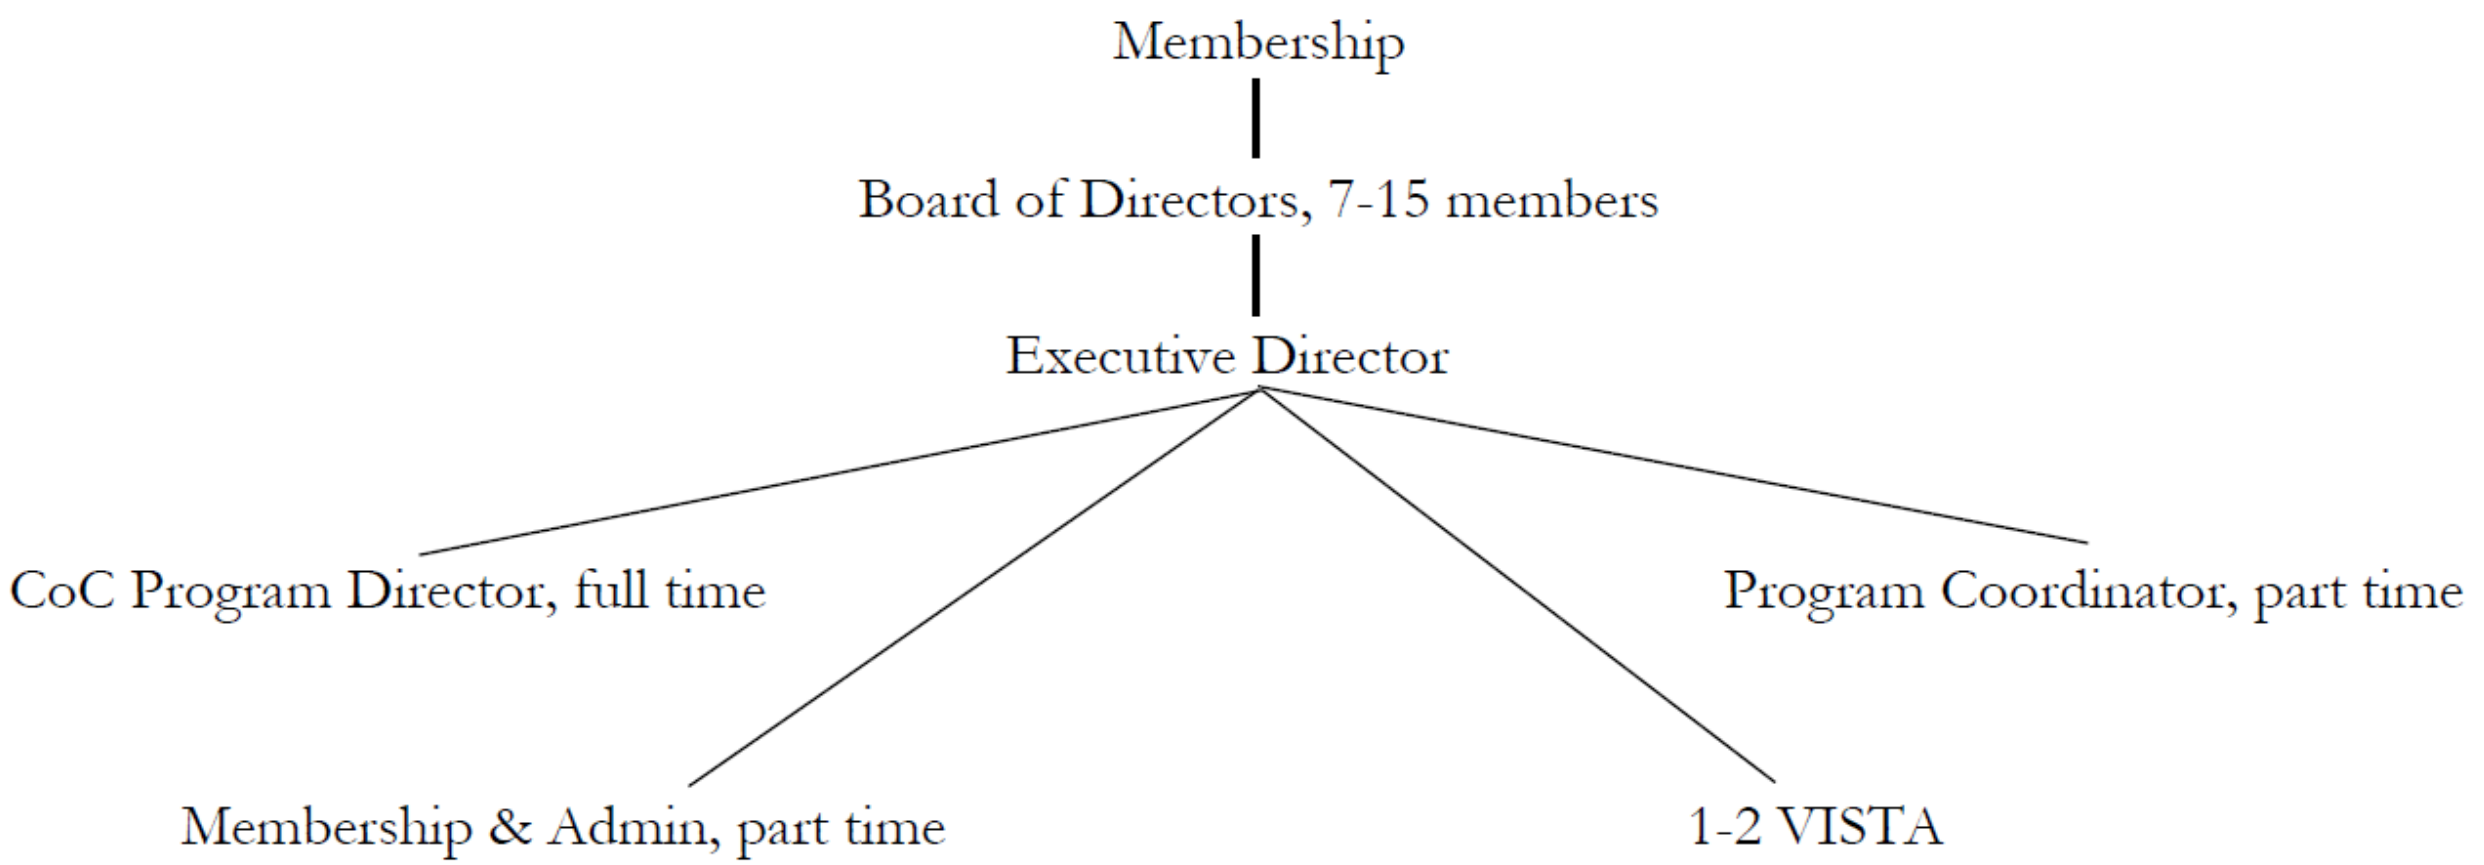 Membership
Board of Directors, 7-15 members
Executive Director
CoC Program Director, full time
Program Coordinator, part time
Membership & Admin, part time
1-2 VISTA